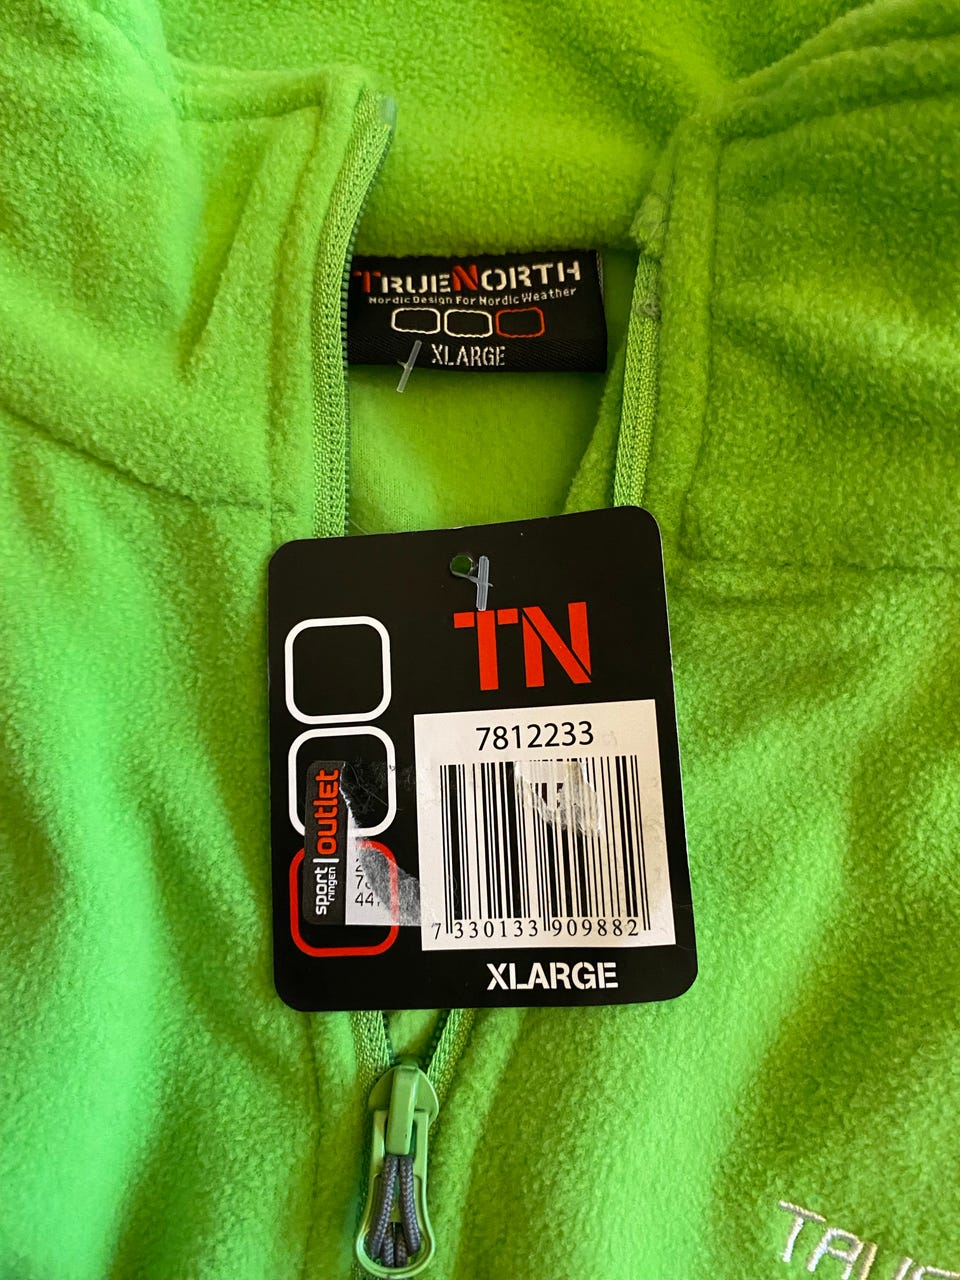 TRUENORTH
Nordic Design For Nordic Weather
XLARGE
TN
7812233
sport
ringen
outlet
7 330133 909882
XLARGE